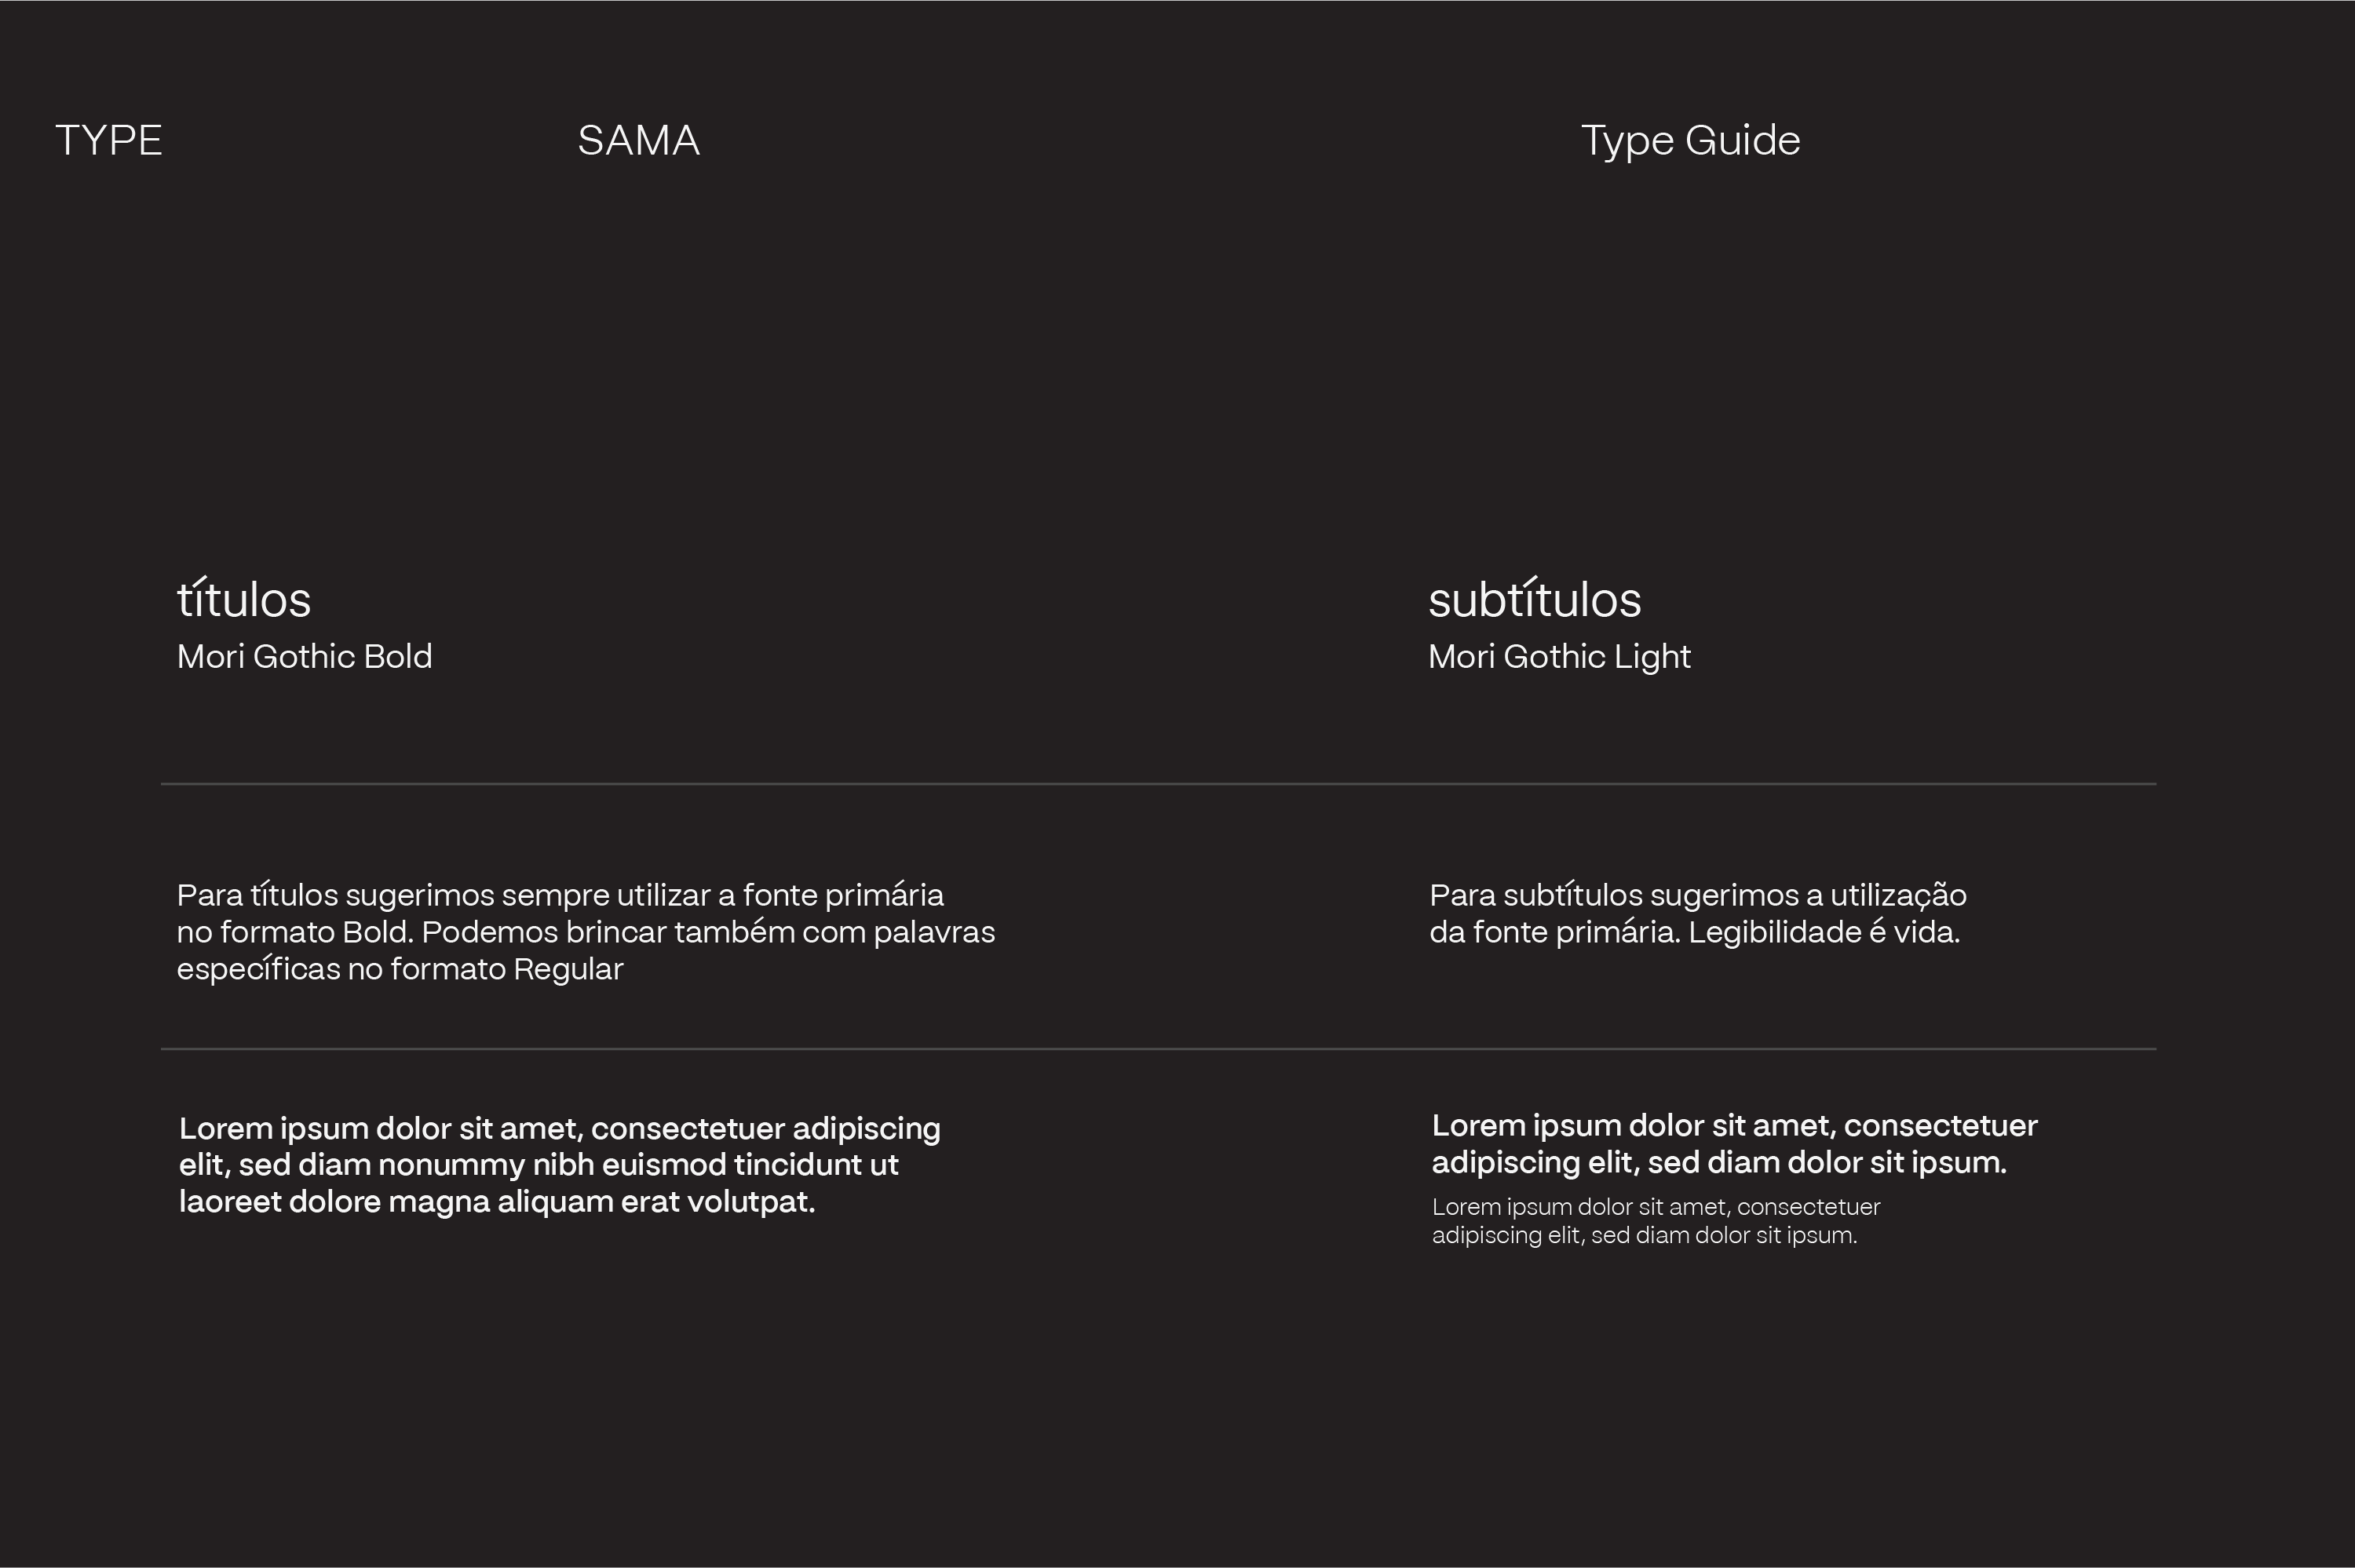 TYPE
SAMA
Type Guide
títulos
Mori Gothic Bold
subtítulos
Mori Gothic Light
Para títulos sugerimos sempre utilizar a fonte primária
no formato Bold. Podemos brincar também com palavras
específicas no formato Regular
Para subtítulos sugerimos a utilização
da fonte primária. Legibilidade é vida.
Lorem ipsum dolor sit amet, consectetuer adipiscing
elit, sed diam nonummy nibh euismod tincidunt ut
laoreet dolore magna aliquam erat volutpat.
Lorem ipsum dolor sit amet, consectetuer
adipiscing elit, sed diam dolor sit ipsum.
Lorem ipsum dolor sit amet, consectetuer
adipiscing elit, sed diam dolor sit ipsum.